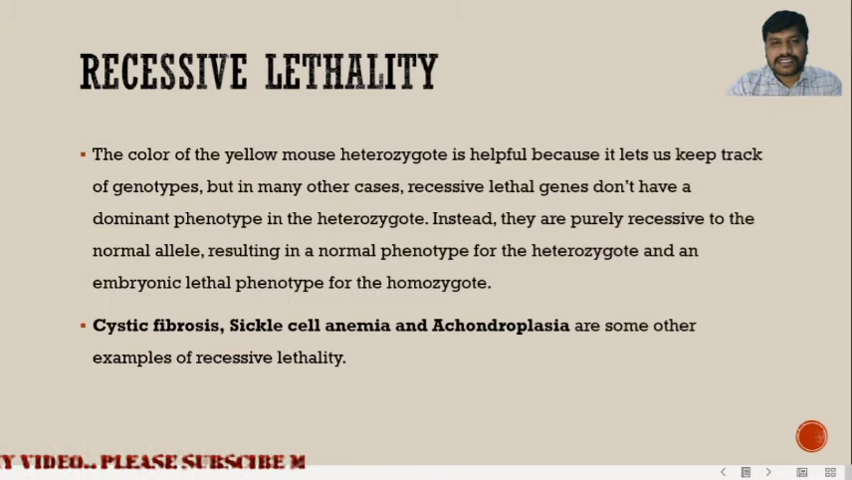 RECESSIVE LETHALITY
The color of the yellow mouse heterozygote is helpful because it lets us keep track
of genotypes, but in many other cases, recessive lethal genes don't have a
dominant phenotype in the heterozygote. Instead, they are purely recessive to the
normal allele, resulting in a normal phenotype for the heterozygote and an
embryonic lethal phenotype for the homozygote.
Cystic fibrosis, Sickle cell anemia and Achondroplasia are some other
examples of recessive lethality.
Y VIDEO.. PLEASE SUBSCIBE M